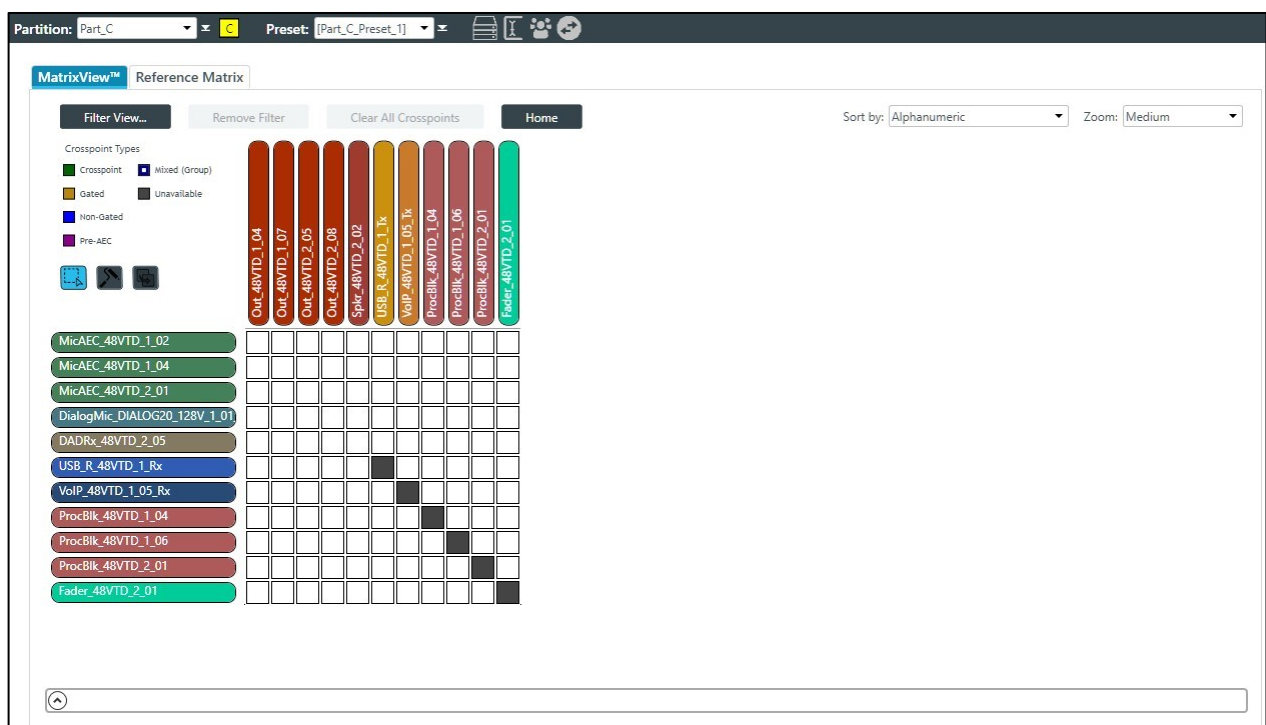 Partition: Part_C C Preset: [Part_C_Preset_1]
MatrixView™ Reference Matrix
Filter View... Remove Filter Clear All Crosspoints Home Sort by: Alphanumeric Zoom: Medium
Crosspoint Types
Crosspoint Mixed (Group)
Gated Unavailable
Non-Gated
Pre-AEC
Out_48VTD_1_04
Out_48VTD_1_07
Out_48VTD_2_05
Out_48VTD_2_08
Spkr_48VTD_2_02
USB_R_48VTD_1_Tx
VoIP_48VTD_1_05_Tx
ProcBlk_48VTD_1_04
ProcBlk_48VTD_1_06
ProcBlk_48VTD_2_01
Fader_48VTD_2_01
MicAEC_48VTD_1_02
MicAEC_48VTD_1_04
MicAEC_48VTD_2_01
DialogMic_DIALOG20_128V_1_01
DADRx_48VTD_2_05
USB_R_48VTD_1_Rx
VoIP_48VTD_1_05_Rx
ProcBlk_48VTD_1_04
ProcBlk_48VTD_1_06
ProcBlk_48VTD_2_01
Fader_48VTD_2_01